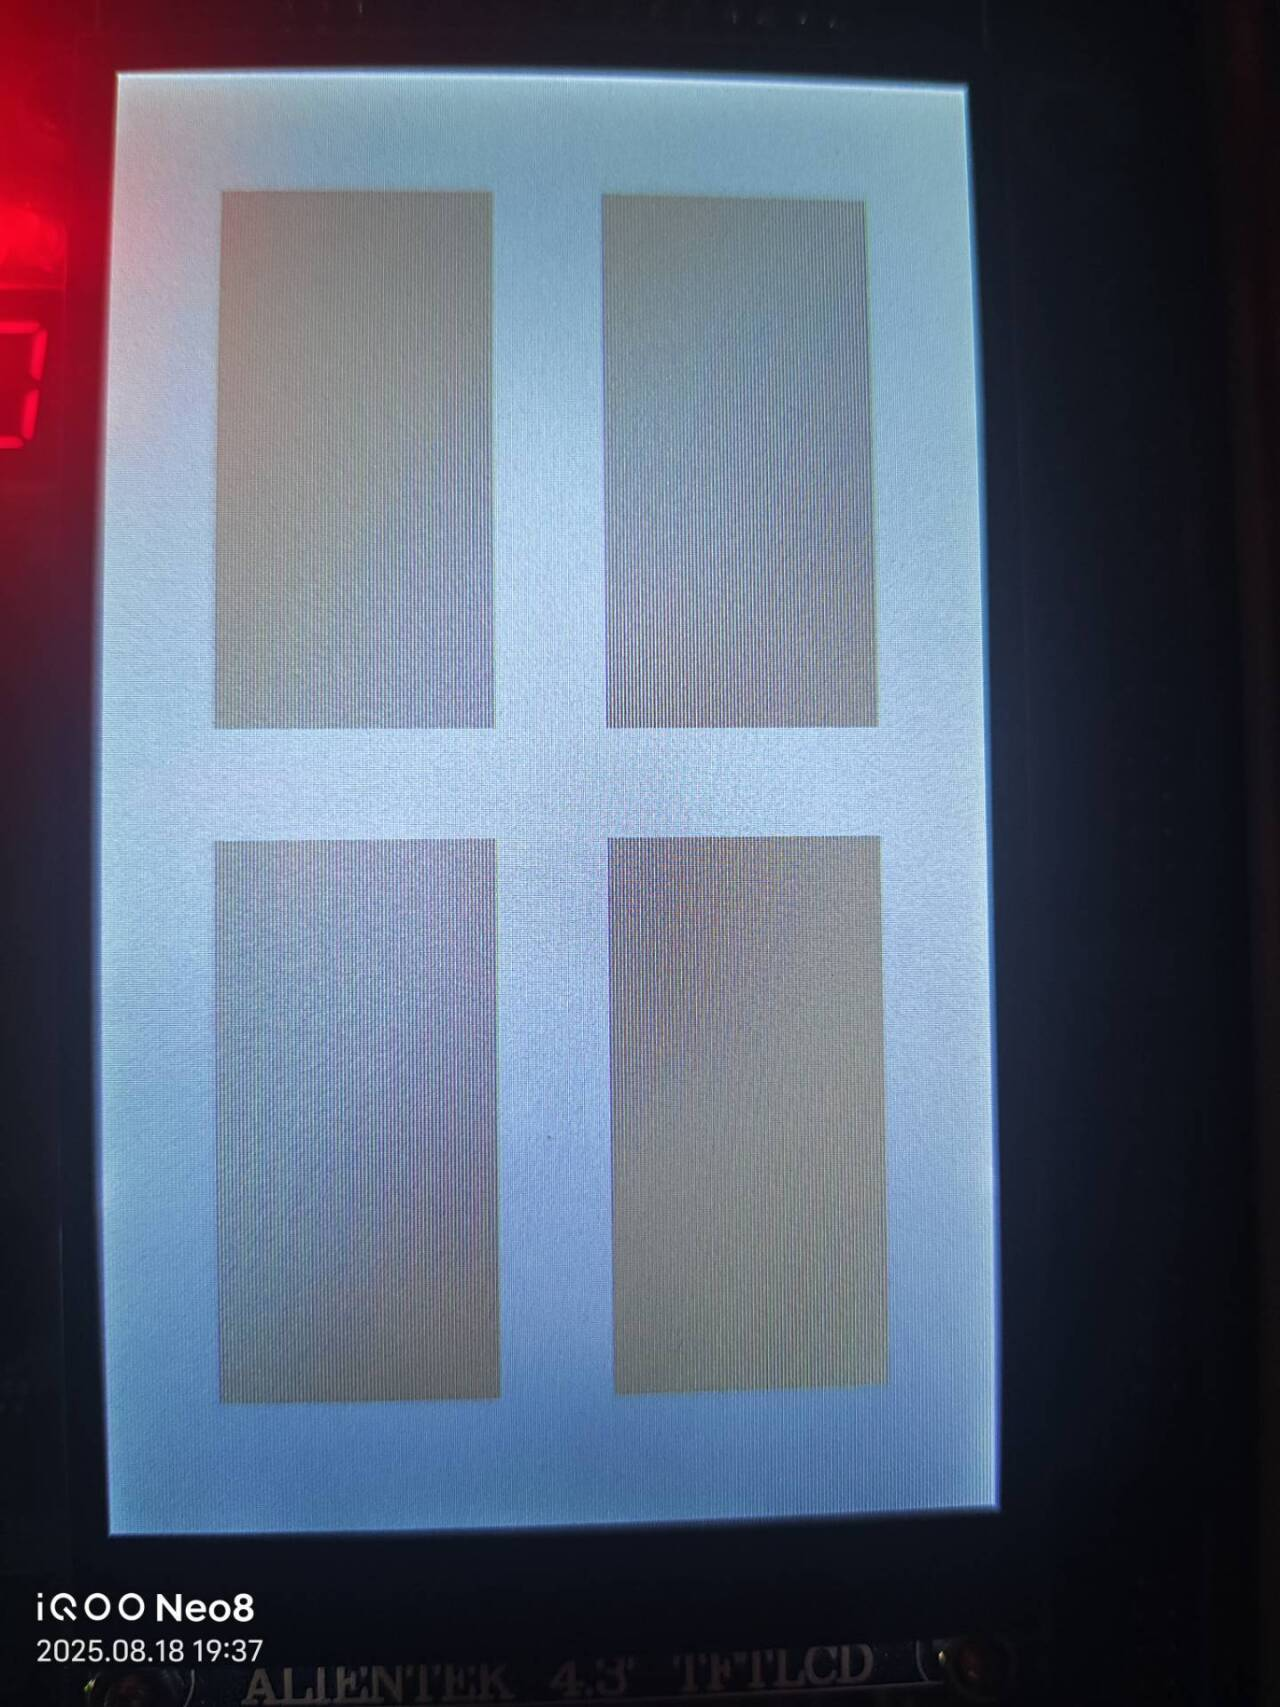 iQOO Neo8
2025.08.18 19:37
ALIENTEK 4.3' TFTLCD